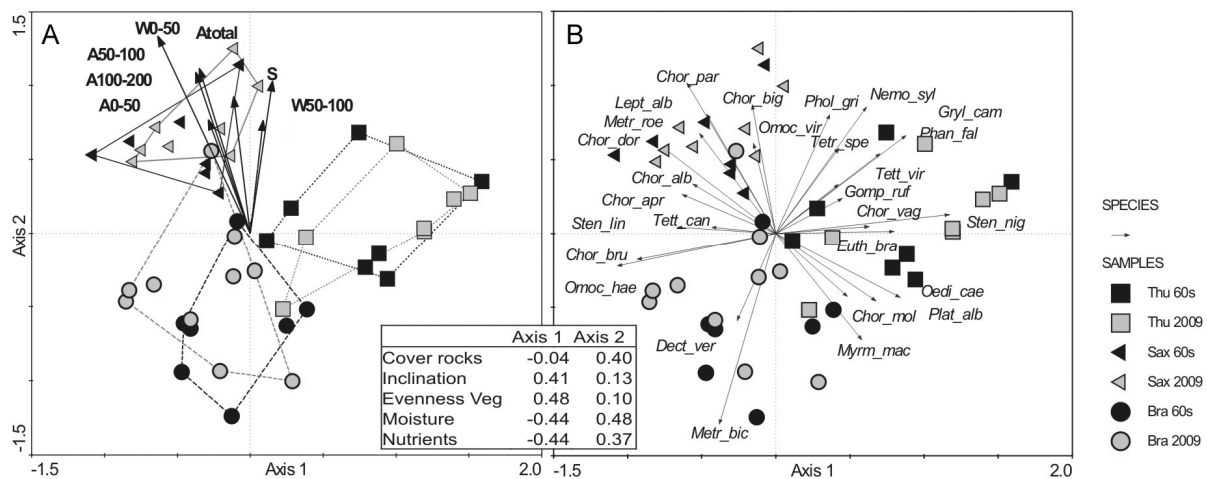 1.5
A
W0-50
Atotal
A50-100
A100-200
A0-50
S
W50-100
Axis 2
-1.5
-1.5
Axis 1
2.0
Axis 1 Axis 2
Cover rocks -0.04 0.40
Inclination 0.41 0.13
Evenness Veg 0.48 0.10
Moisture -0.44 0.48
Nutrients -0.44 0.37
B
Chor_par
Chor_big
Phol_gri
Nemo_syl
Lept_alb
Metr_roe
Omoc_vir
Gryl_cam
Chor_dor
Tetr_spe
Phan_fal
Chor_alb
Tett_vir
Chor_apr
Gomp_ruf
Chor_vag
Sten_lin
Tett_can
Sten_nig
Chor_bru
Euth_bra
Omoc_hae
Oedi_cae
Chor_mol
Plat_alb
Dect_ver
Myrm_mac
Metr_bic
-1.5
Axis 1
2.0
SPECIES
SAMPLES
Thu 60s
Thu 2009
Sax 60s
Sax 2009
Bra 60s
Bra 2009